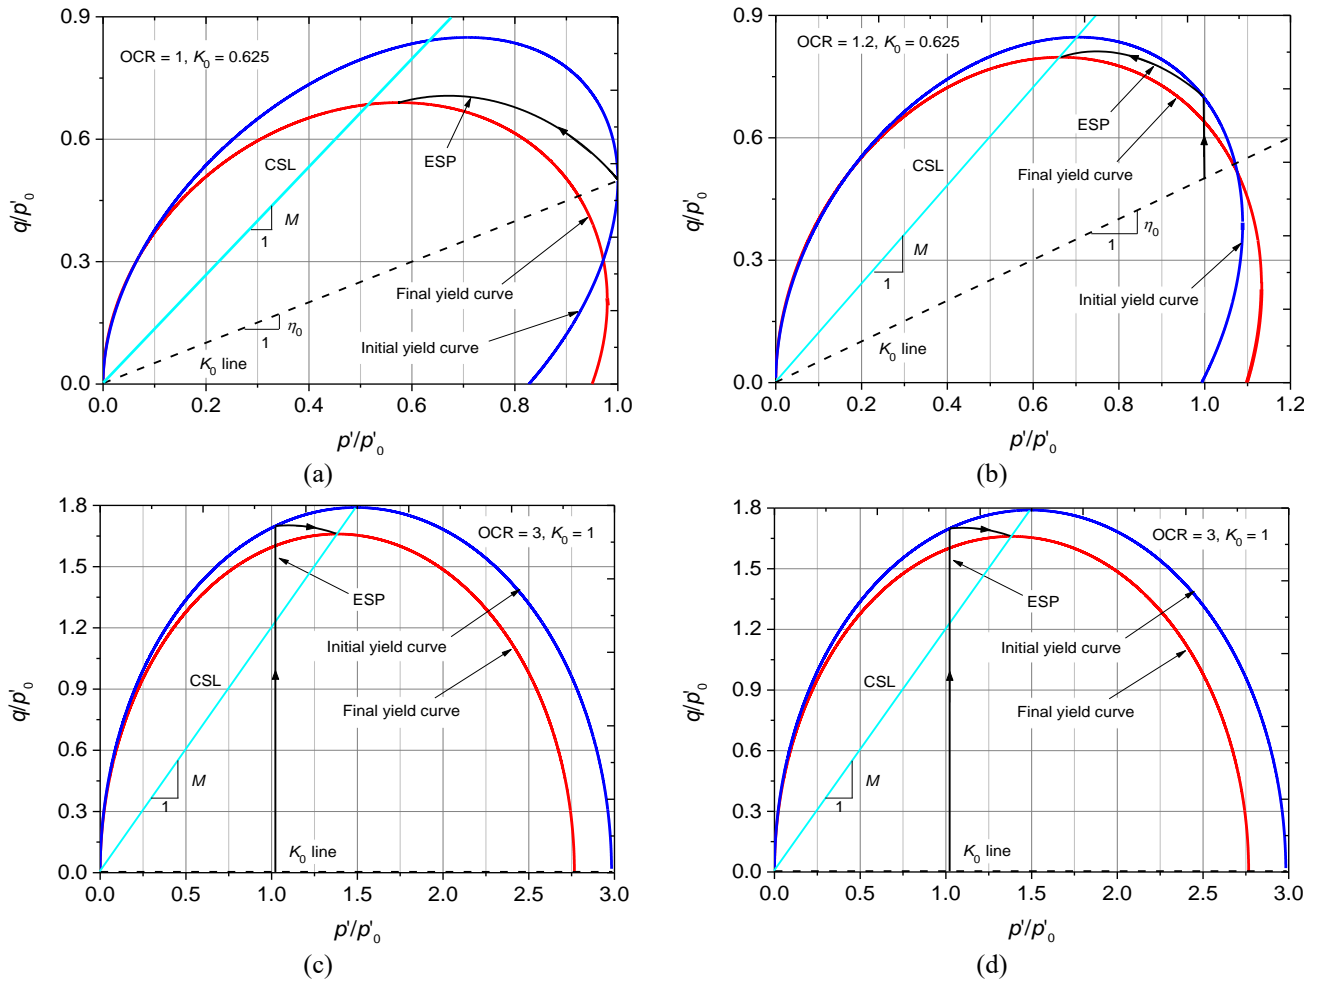 0.9
0.6
0.3
0.0
q/p'0
OCR = 1, K0 = 0.625
ESP
CSL
M
1
Final yield curve
η0
1
Initial yield curve
K0 line
0.0 0.2 0.4 0.6 0.8 1.0
p'/p'0
(a)
0.9
0.6
0.3
0.0
q/p'0
OCR = 1.2, K0 = 0.625
ESP
CSL
Final yield curve
η0
1
M
1
Initial yield curve
K0 line
0.0 0.2 0.4 0.6 0.8 1.0 1.2
p'/p'0
(b)
1.8
1.5
1.2
0.9
0.6
0.3
0.0
q/p'0
OCR = 3, K0 = 1
ESP
Initial yield curve
CSL
Final yield curve
M
1
K0 line
0.0 0.5 1.0 1.5 2.0 2.5 3.0
p'/p'0
(c)
1.8
1.5
1.2
0.9
0.6
0.3
0.0
q/p'0
OCR = 3, K0 = 1
ESP
Initial yield curve
CSL
Final yield curve
M
1
K0 line
0.0 0.5 1.0 1.5 2.0 2.5 3.0
p'/p'0
(d)